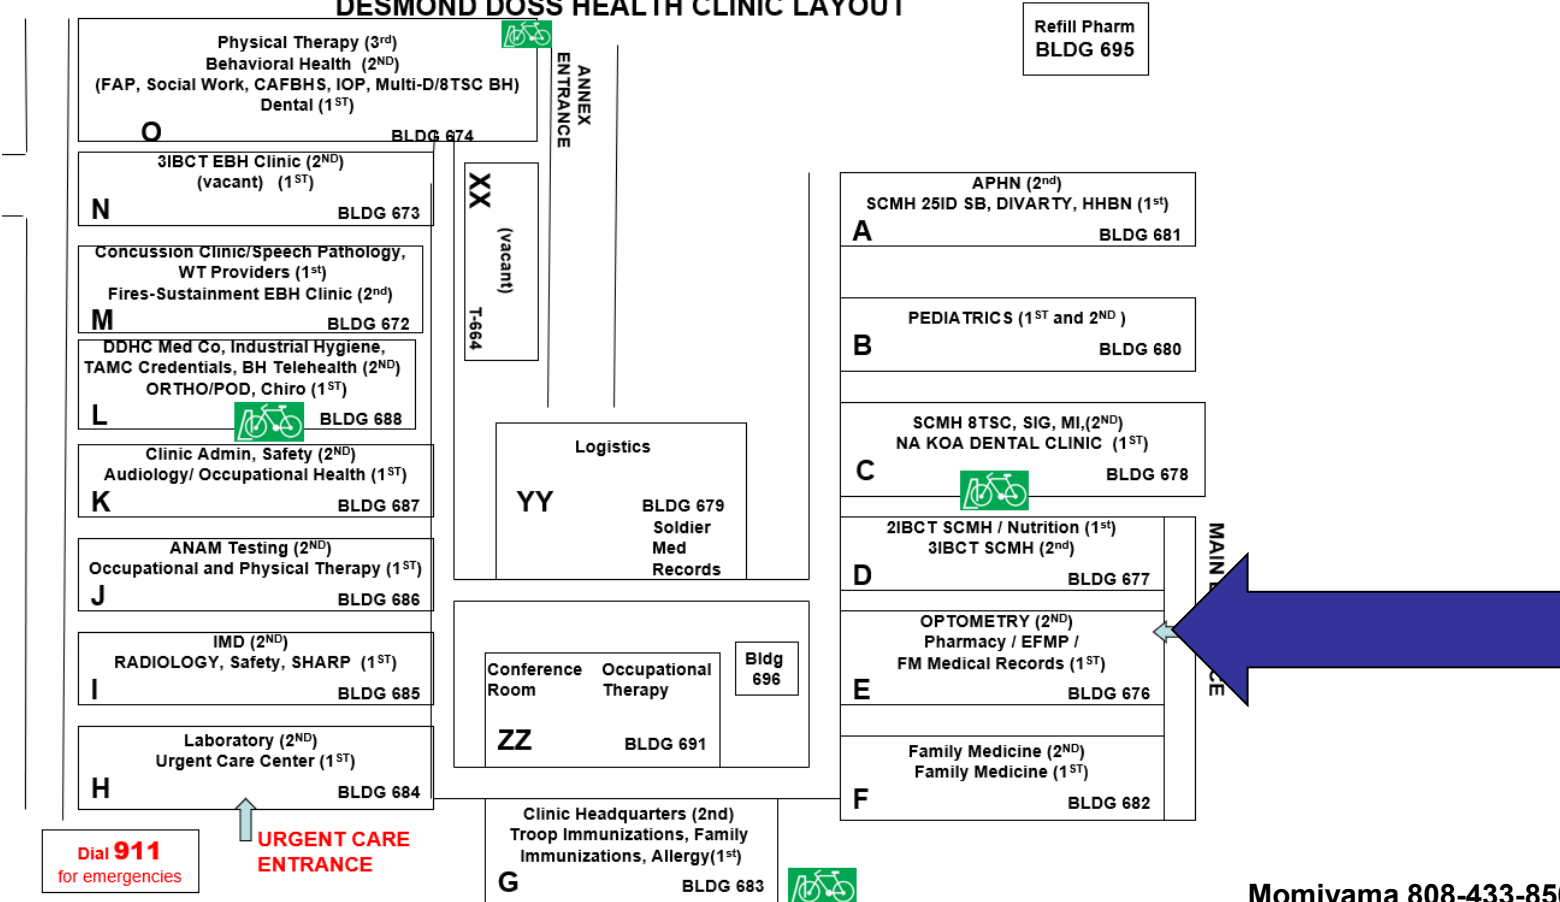 DESMOND DOSS HEALTH CLINIC LAYOUT
Refill Pharm
BLDG 695
Physical Therapy (3rd)
Behavioral Health (2ND)
(FAP, Social Work, CAFBHS, IOP, Multi-D/8TSC BH)
Dental (1ST)
O BLDG 674
ANNEX
ENTRANCE
3IBCT EBH Clinic (2ND)
(vacant) (1ST)
N BLDG 673
XX
(vacant)
T-664
APHN (2nd)
SCMH 25ID SB, DIVARTY, HHBN (1st)
A BLDG 681
Concussion Clinic/Speech Pathology,
WT Providers (1st)
Fires-Sustainment EBH Clinic (2nd)
M BLDG 672
PEDIATRICS (1ST and 2ND )
B BLDG 680
DDHC Med Co, Industrial Hygiene,
TAMC Credentials, BH Telehealth (2ND)
ORTHO/POD, Chiro (1ST)
L BLDG 688
SCMH 8TSC, SIG, MI,(2ND)
NA KOA DENTAL CLINIC (1ST)
C BLDG 678
Clinic Admin, Safety (2ND)
Audiology/ Occupational Health (1ST)
K BLDG 687
Logistics
YY BLDG 679
Soldier
Med
Records
2IBCT SCMH / Nutrition (1st)
3IBCT SCMH (2nd)
D BLDG 677
MAIN
ANAM Testing (2ND)
Occupational and Physical Therapy (1ST)
J BLDG 686
OPTOMETRY (2ND)
Pharmacy / EFMP /
FM Medical Records (1ST)
E BLDG 676
IMD (2ND)
RADIOLOGY, Safety, SHARP (1ST)
I BLDG 685
Conference Room
Occupational Therapy
ZZ BLDG 691
Bldg
696
Laboratory (2ND)
Urgent Care Center (1ST)
H BLDG 684
Family Medicine (2ND)
Family Medicine (1ST)
F BLDG 682
Clinic Headquarters (2nd)
Troop Immunizations, Family
Immunizations, Allergy(1st)
G BLDG 683
URGENT CARE
ENTRANCE
Dial 911
for emergencies
Momiyama 808-433-850